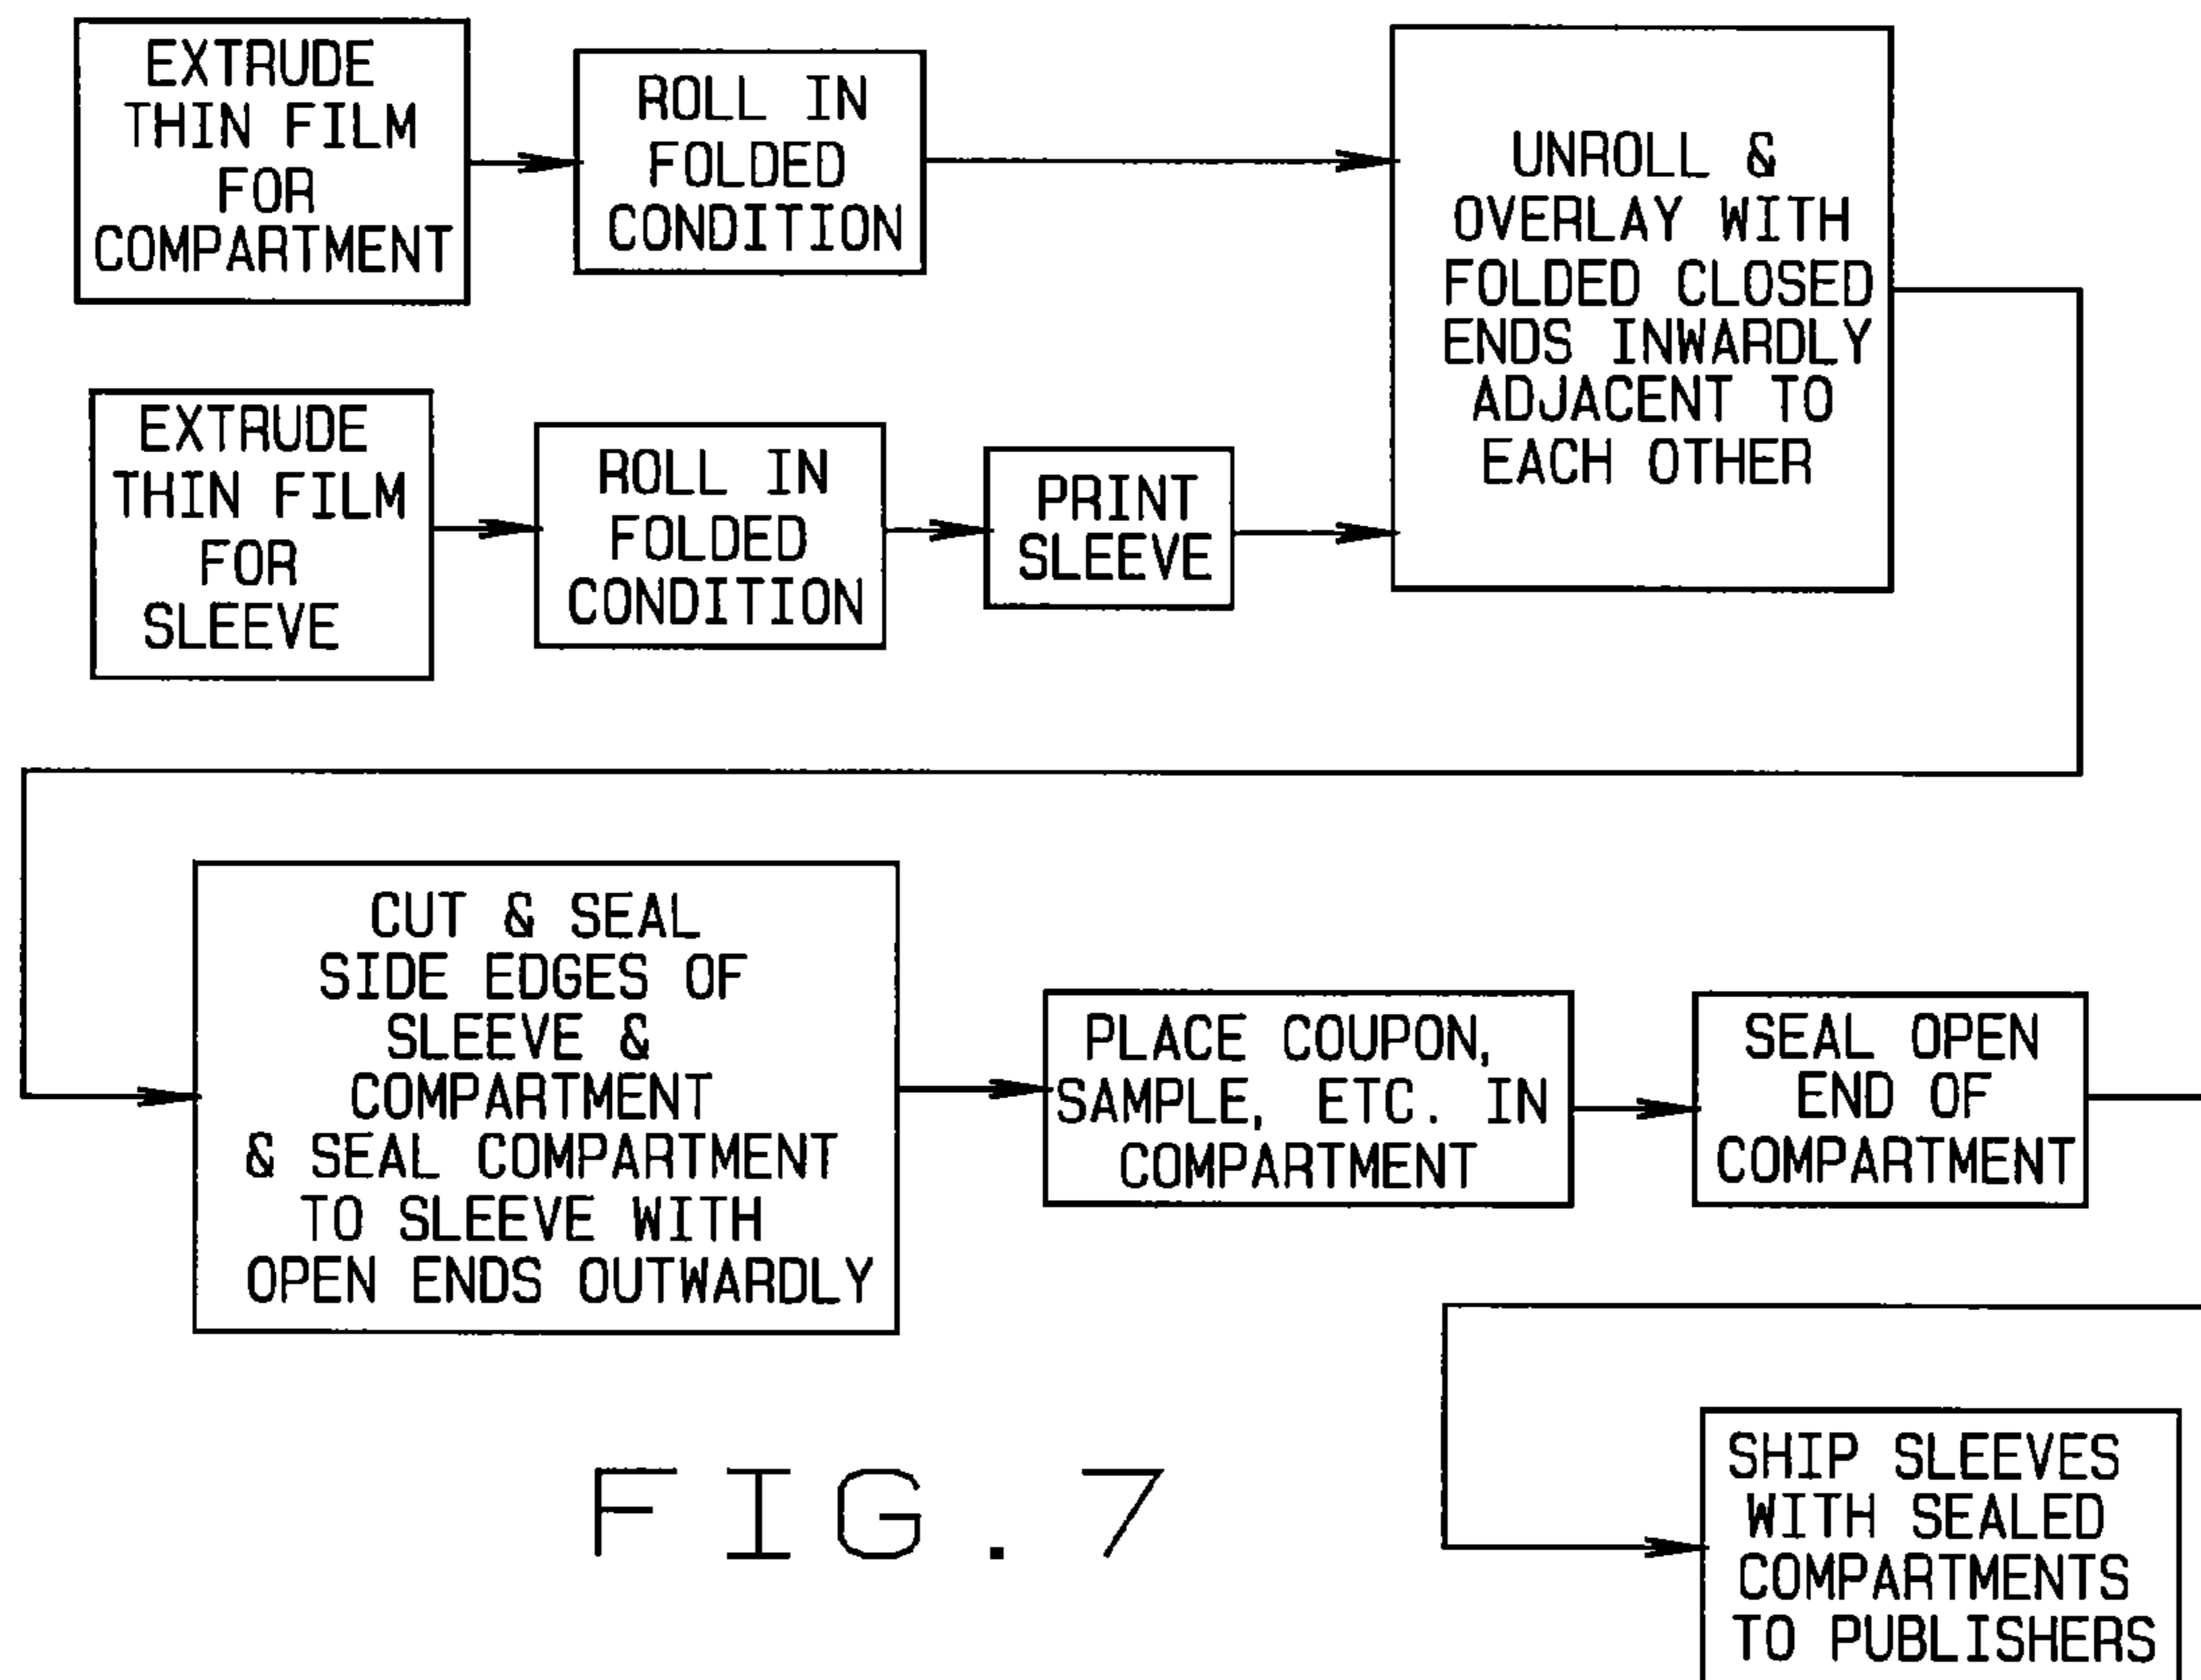 EXTRUDE
THIN FILM
FOR
COMPARTMENT
ROLL IN
FOLDED
CONDITION
UNROLL &
OVERLAY WITH
FOLDED CLOSED
ENDS INWARDLY
ADJACENT TO
EACH OTHER
EXTRUDE
THIN FILM
FOR
SLEEVE
ROLL IN
FOLDED
CONDITION
PRINT
SLEEVE
CUT & SEAL
SIDE EDGES OF
SLEEVE &
COMPARTMENT
& SEAL COMPARTMENT
TO SLEEVE WITH
OPEN ENDS OUTWARDLY
PLACE COUPON,
SAMPLE, ETC. IN
COMPARTMENT
SEAL OPEN
END OF
COMPARTMENT
SHIP SLEEVES
WITH SEALED
COMPARTMENTS
TO PUBLISHERS
FIG. 7